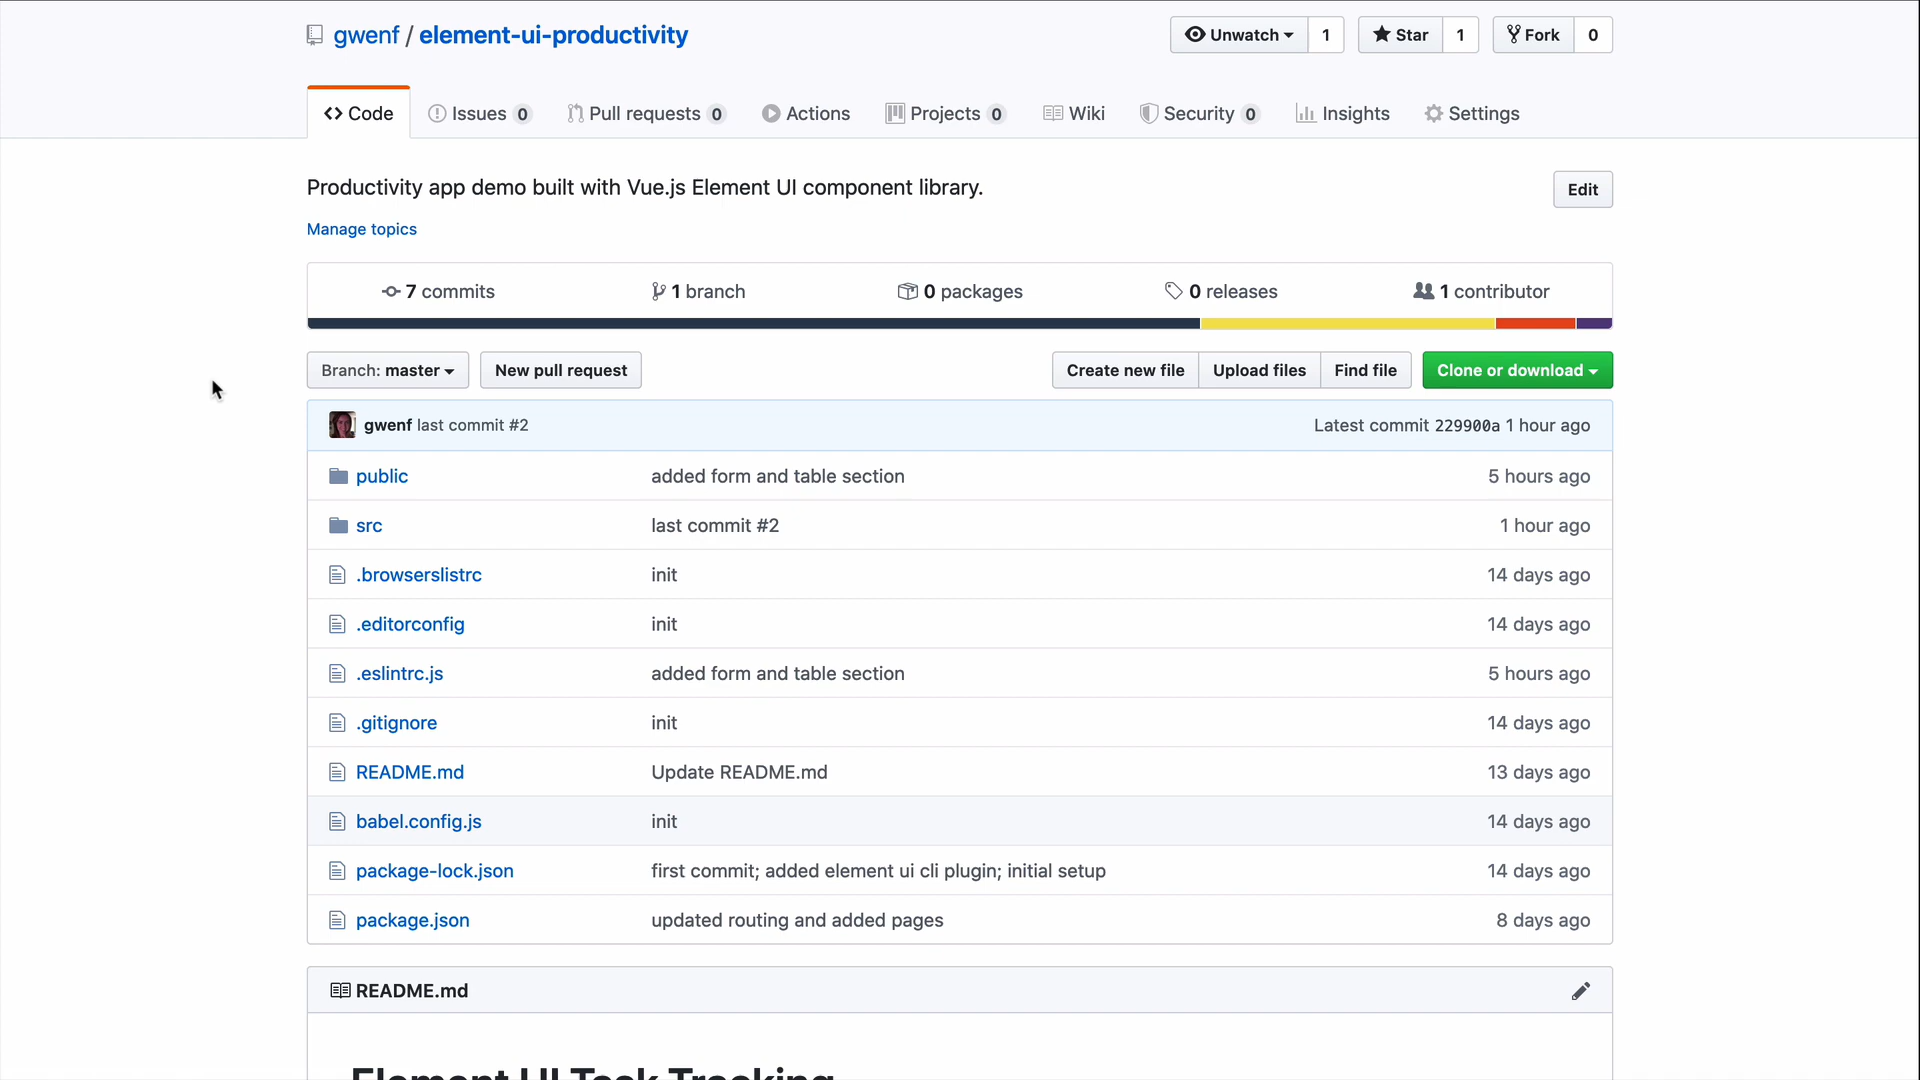 gwenf / element-ui-productivity
Unwatch 1 Star 1 Fork 0
Code Issues 0 Pull requests 0 Actions Projects 0 Wiki Security 0 Insights Settings
Productivity app demo built with Vue.js Element UI component library.
Edit
Manage topics
7 commits 1 branch 0 packages 0 releases 1 contributor
Branch: master New pull request Create new file Upload files Find file Clone or download
gwenf last commit #2 Latest commit 229900a 1 hour ago
public added form and table section 5 hours ago
src last commit #2 1 hour ago
.browserslistrc init 14 days ago
.editorconfig init 14 days ago
.eslintrc.js added form and table section 5 hours ago
.gitignore init 14 days ago
README.md Update README.md 13 days ago
babel.config.js init 14 days ago
package-lock.json first commit; added element ui cli plugin; initial setup 14 days ago
package.json updated routing and added pages 8 days ago
README.md
Element UI Task Tracking